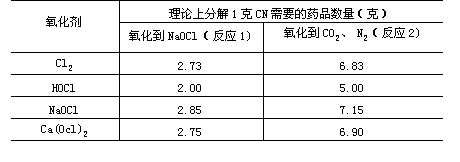 氧化剂
理论上分解1克CN需要的药品数量(克)
氧化到NaOCl(反应1)
氧化到CO2、N2(反应2)
Cl2 2.73 6.83
HOCl 2.00 5.00
NaOCl 2.85 7.15
Ca(Ocl)2 2.75 6.90